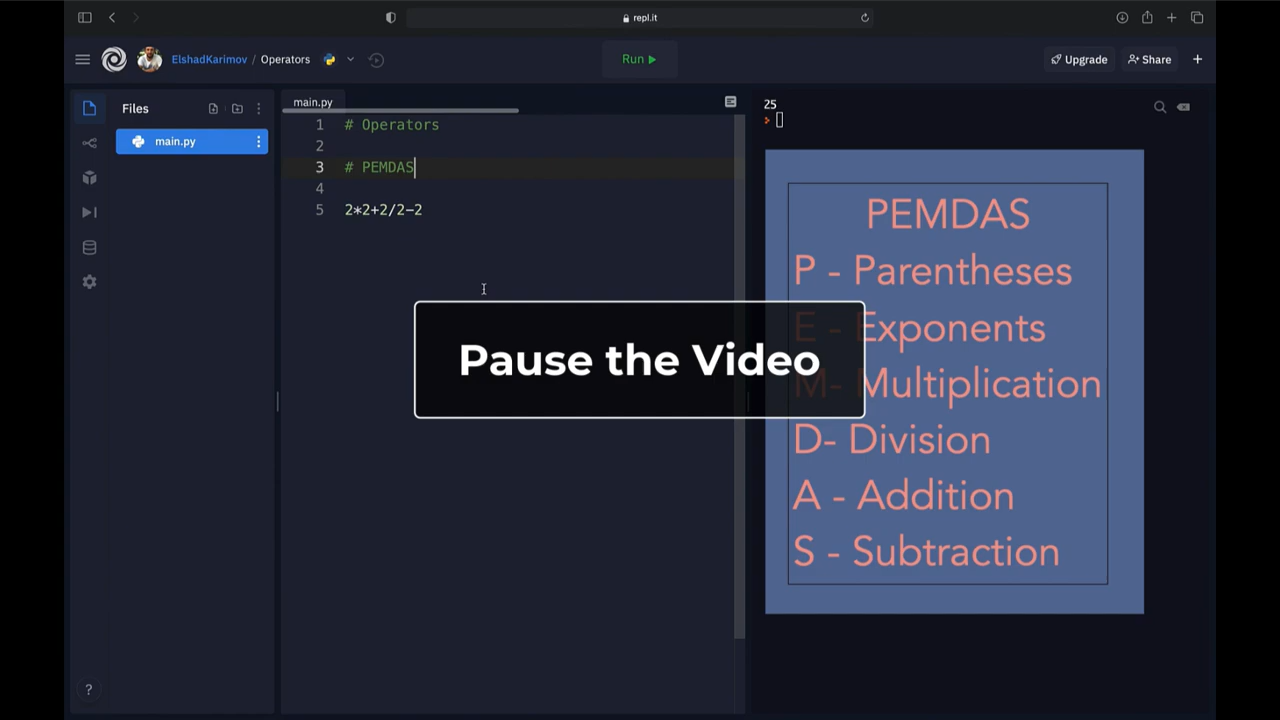 repl.it
ElshadKarimov / Operators
Run
Upgrade
Share
Files
main.py
main.py
1 # Operators
2
3 # PEMDAS
4
5 2*2+2/2-2
25
PEMDAS
P - Parentheses
E - Exponents
M- Multiplication
D- Division
A - Addition
S - Subtraction
Pause the Video
?